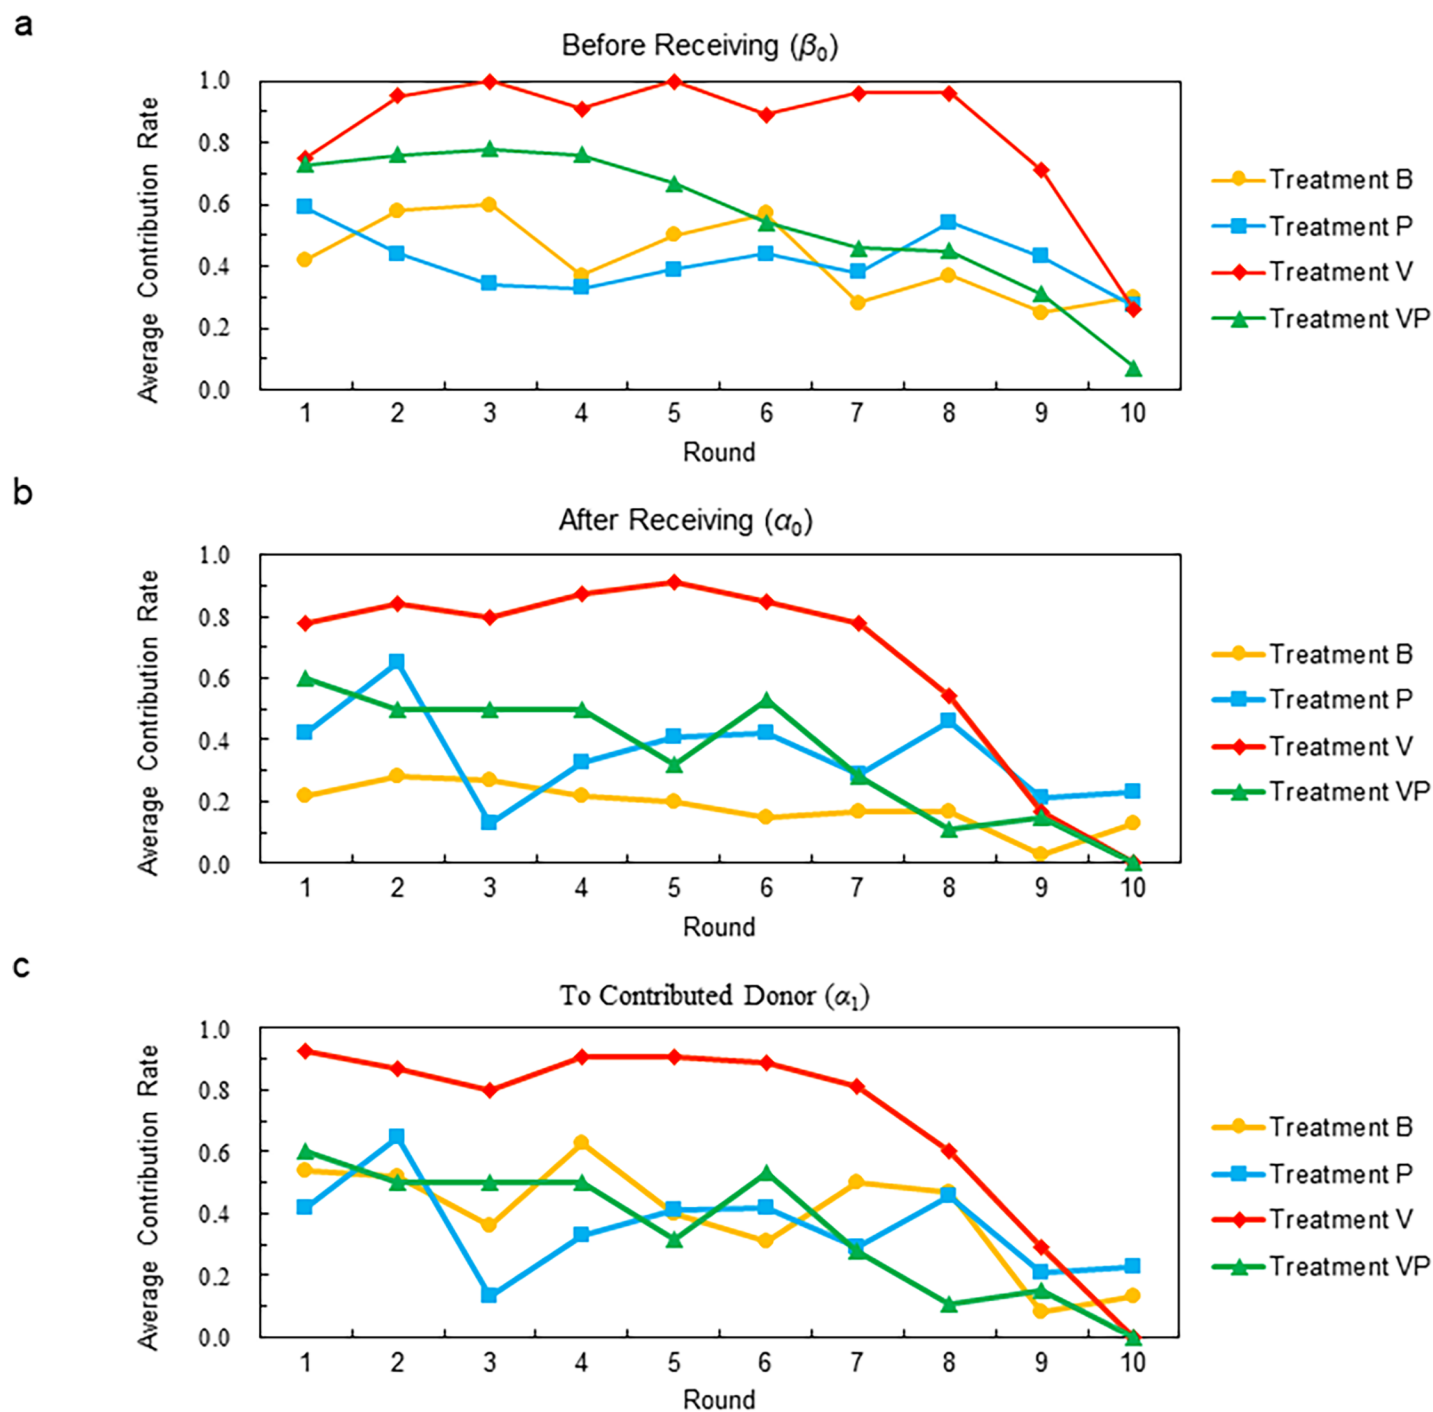 a
Before Receiving (β0)
Average Contribution Rate
1.0
0.8
0.6
0.4
0.2
0.0
1 2 3 4 5 6 7 8 9 10
Round
Treatment B
Treatment P
Treatment V
Treatment VP
b
After Receiving (α0)
Average Contribution Rate
1.0
0.8
0.6
0.4
0.2
0.0
1 2 3 4 5 6 7 8 9 10
Round
Treatment B
Treatment P
Treatment V
Treatment VP
c
To Contributed Donor (α1)
Average Contribution Rate
1.0
0.8
0.6
0.4
0.2
0.0
1 2 3 4 5 6 7 8 9 10
Round
Treatment B
Treatment P
Treatment V
Treatment VP